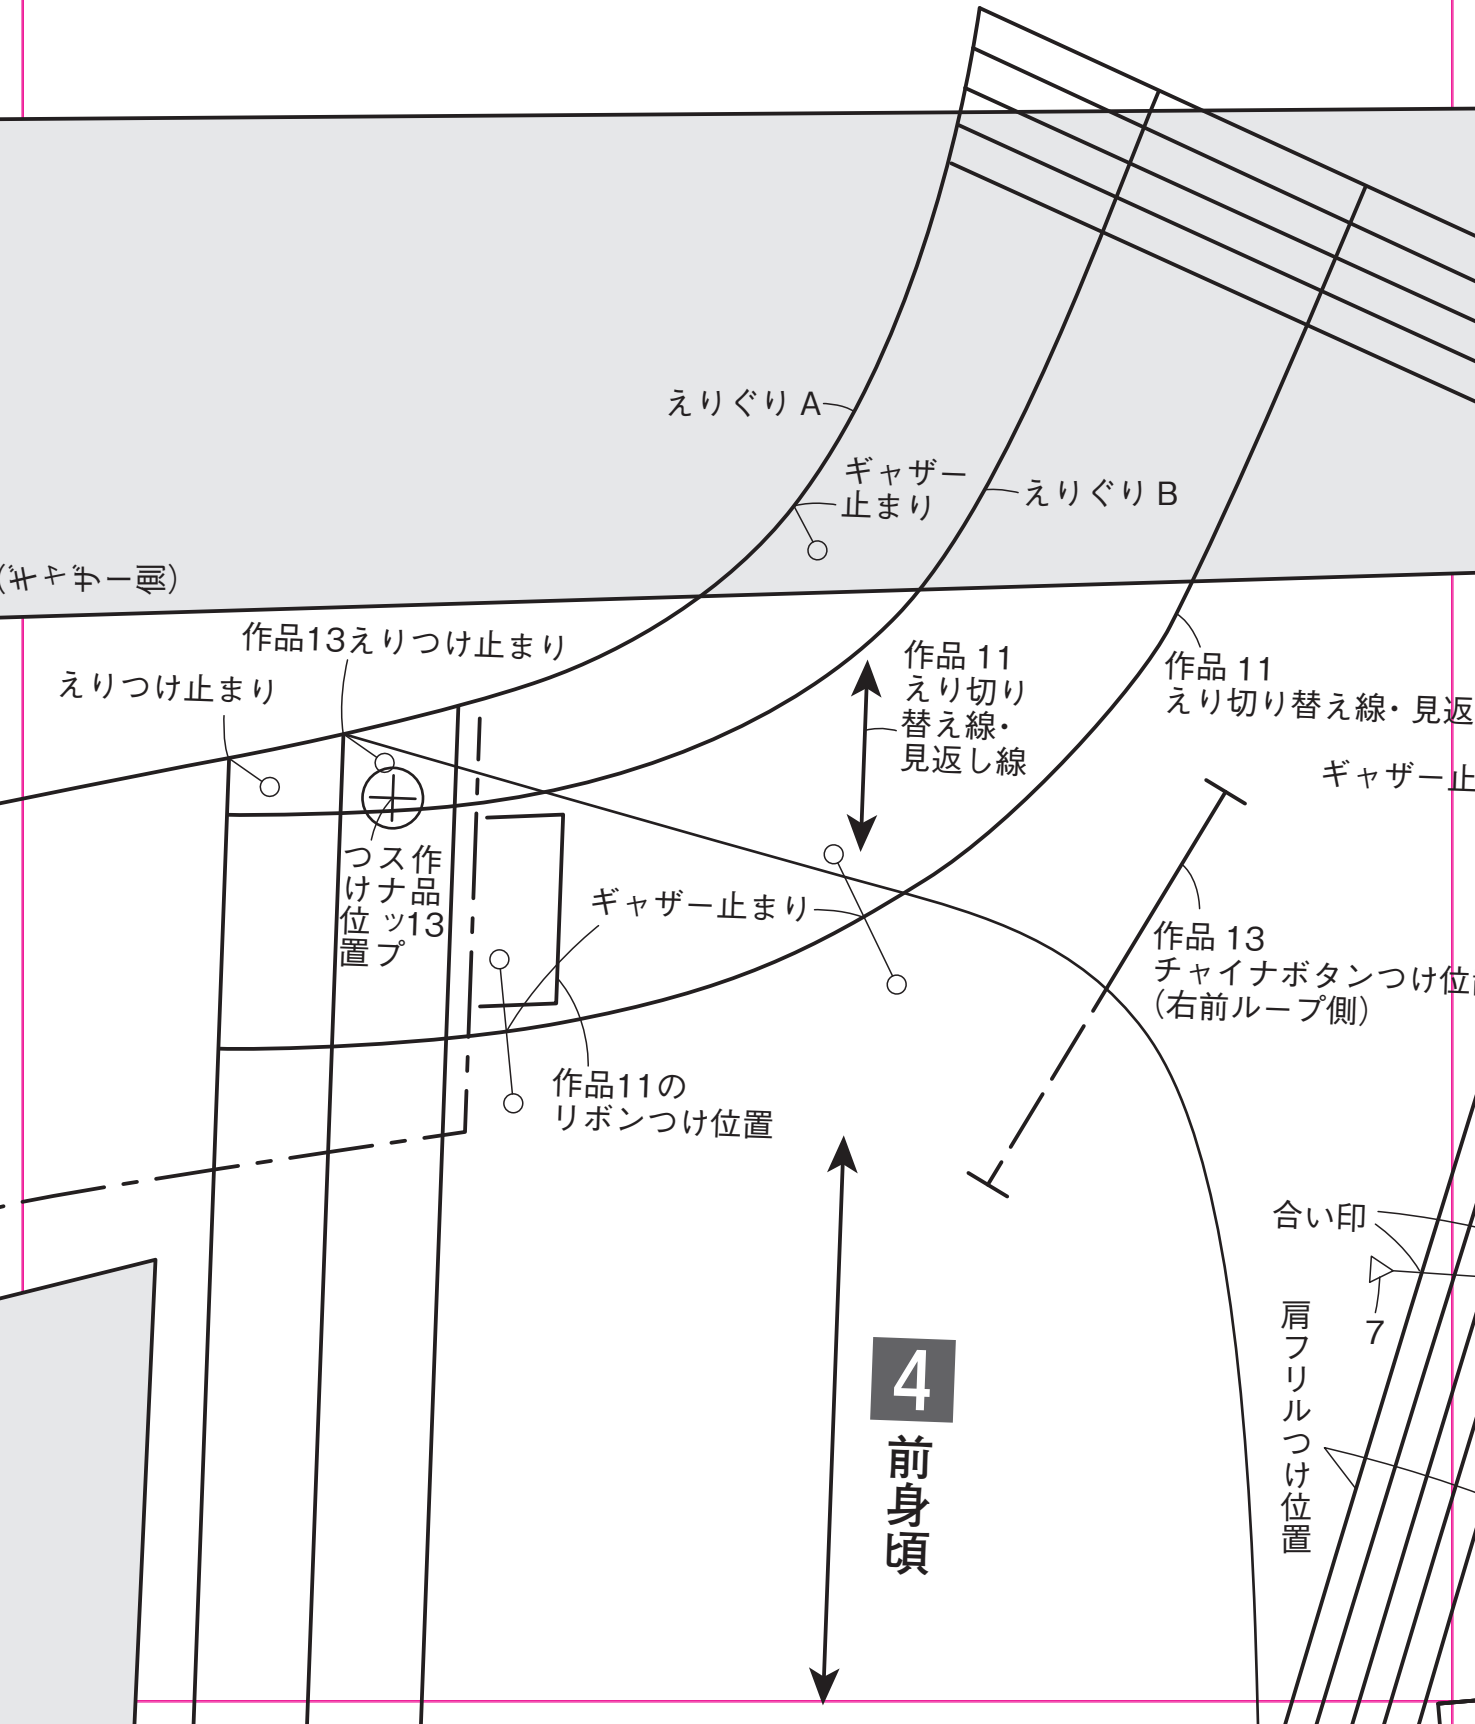 えりぐり A
ギャザー
止まり
えりぐり B
(ギャザー側)
作品13えりつけ止まり
えりつけ止まり
作品 11
えり切り
替え線・
見返し線
作品 11
えり切り替え線・見返
ギャザー止
作品13
スナップ
つけ位置
ギャザー止まり
作品 13
チャイナボタンつけ位
(右前ループ側)
作品11の
リボンつけ位置
合い印
7
肩フリルつけ位置
4
前身頃